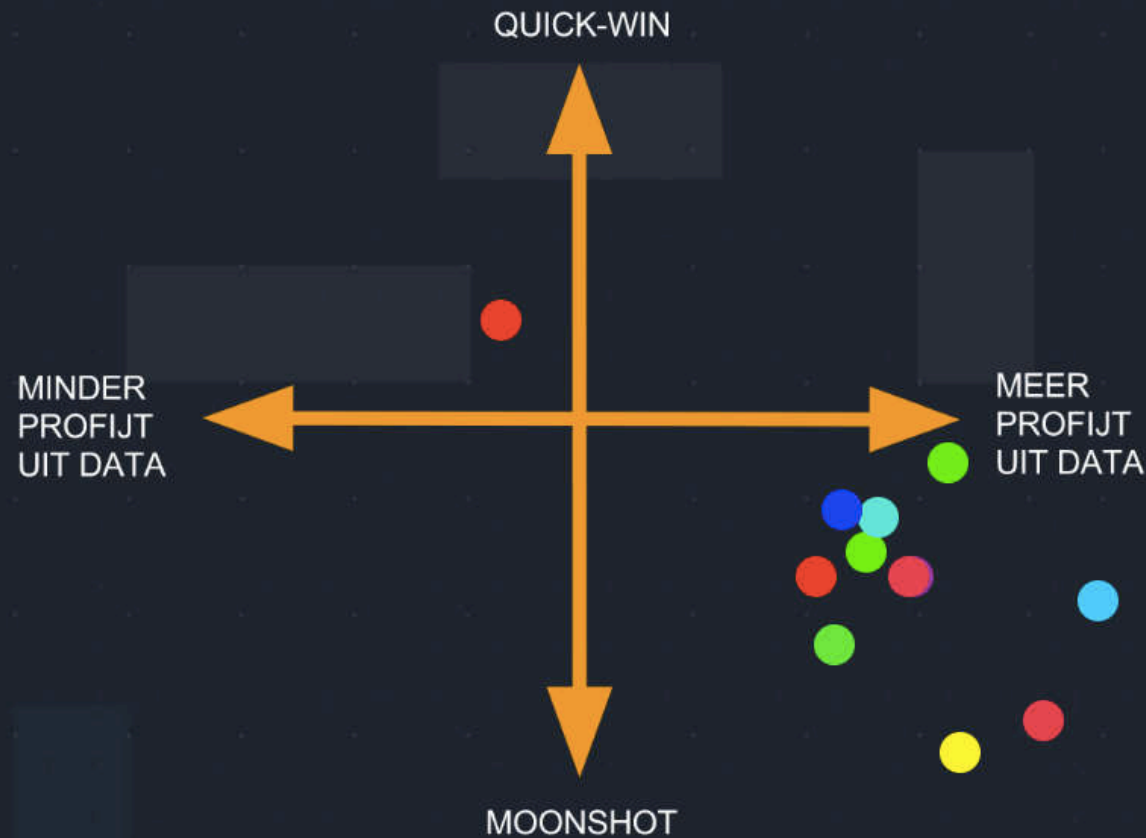 QUICK-WIN
MINDER
PROFIJT
UIT DATA
MEER
PROFIJT
UIT DATA
MOONSHOT